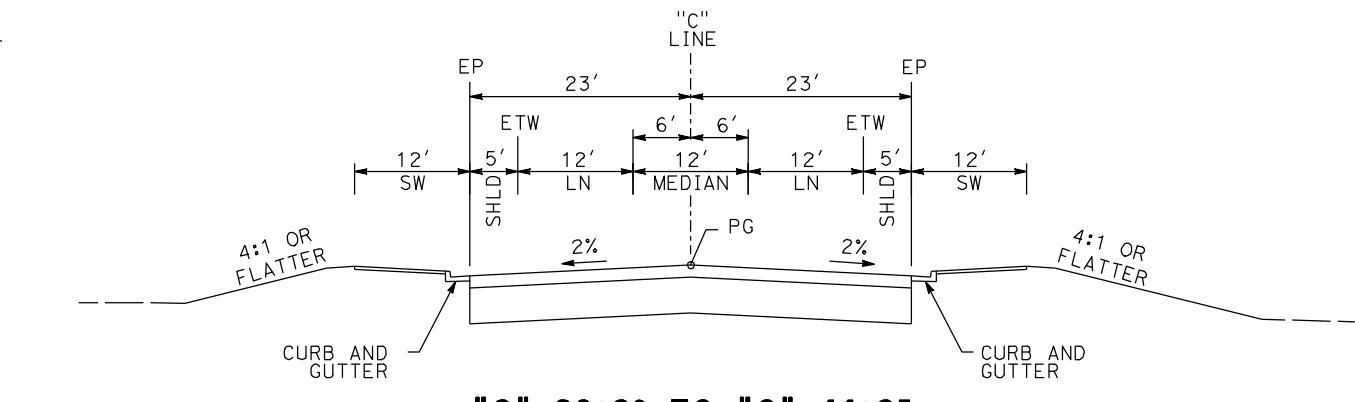 "C"
LINE
EP
EP
23'
23'
ETW
6'
6'
ETW
12'
5'
12'
12'
12'
5'
12'
SW
SHLD
LN
MEDIAN
LN
SHLD
SW
4:1 OR
FLATTER
2%
PG
2%
4:1 OR
FLATTER
CURB AND
GUTTER
CURB AND
GUTTER